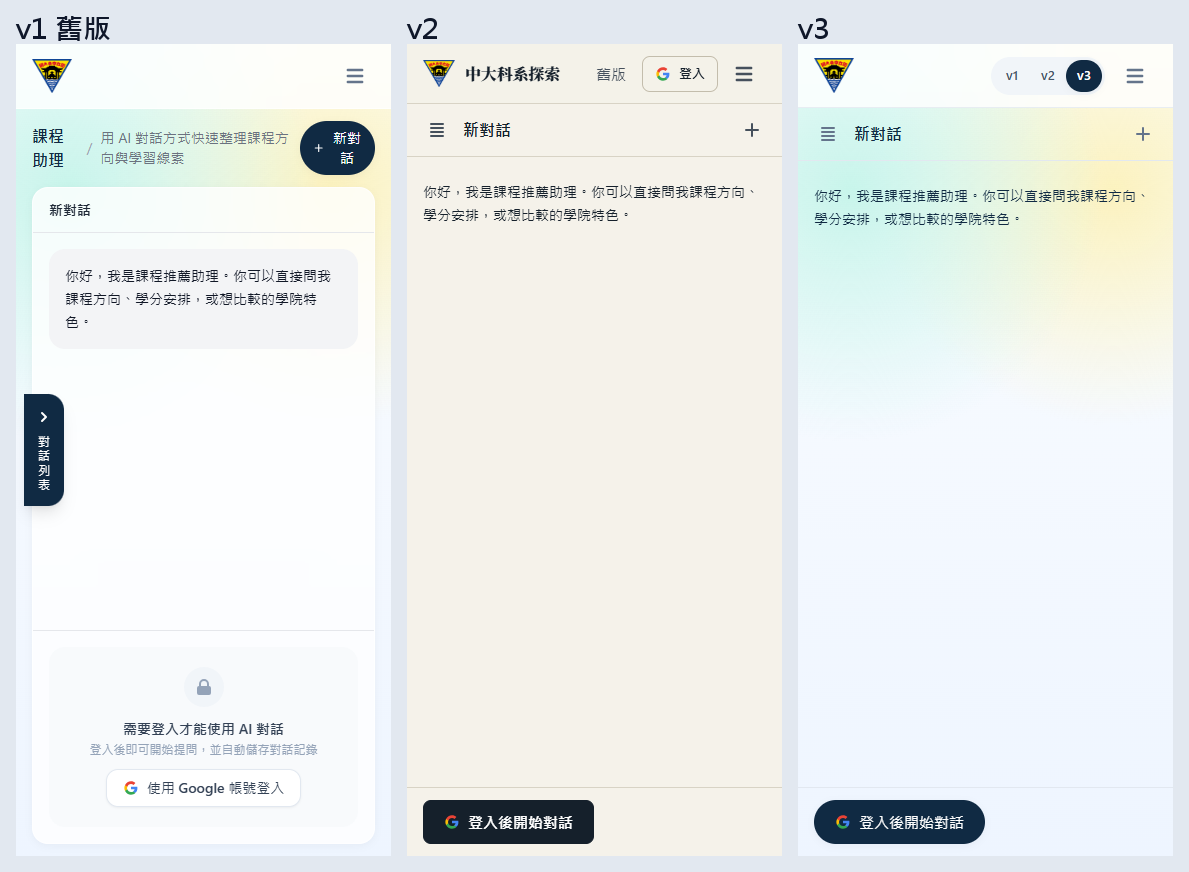 v1 舊版
課程
助理
/
用 AI 對話方式快速整理課程方
向與學習線索
+ 新對
話
新對話
你好，我是課程推薦助理。你可以直接問我
課程方向、學分安排，或想比較的學院特
色。
對
話
列
表
需要登入才能使用 AI 對話
登入後即可開始提問，並自動儲存對話記錄
使用 Google 帳號登入
v2
中大科系探索
舊版
登入
新對話
你好，我是課程推薦助理。你可以直接問我課程方向、
學分安排，或想比較的學院特色。
登入後開始對話
v3
v1 v2 v3
新對話
你好，我是課程推薦助理。你可以直接問我課程方向、
學分安排，或想比較的學院特色。
登入後開始對話